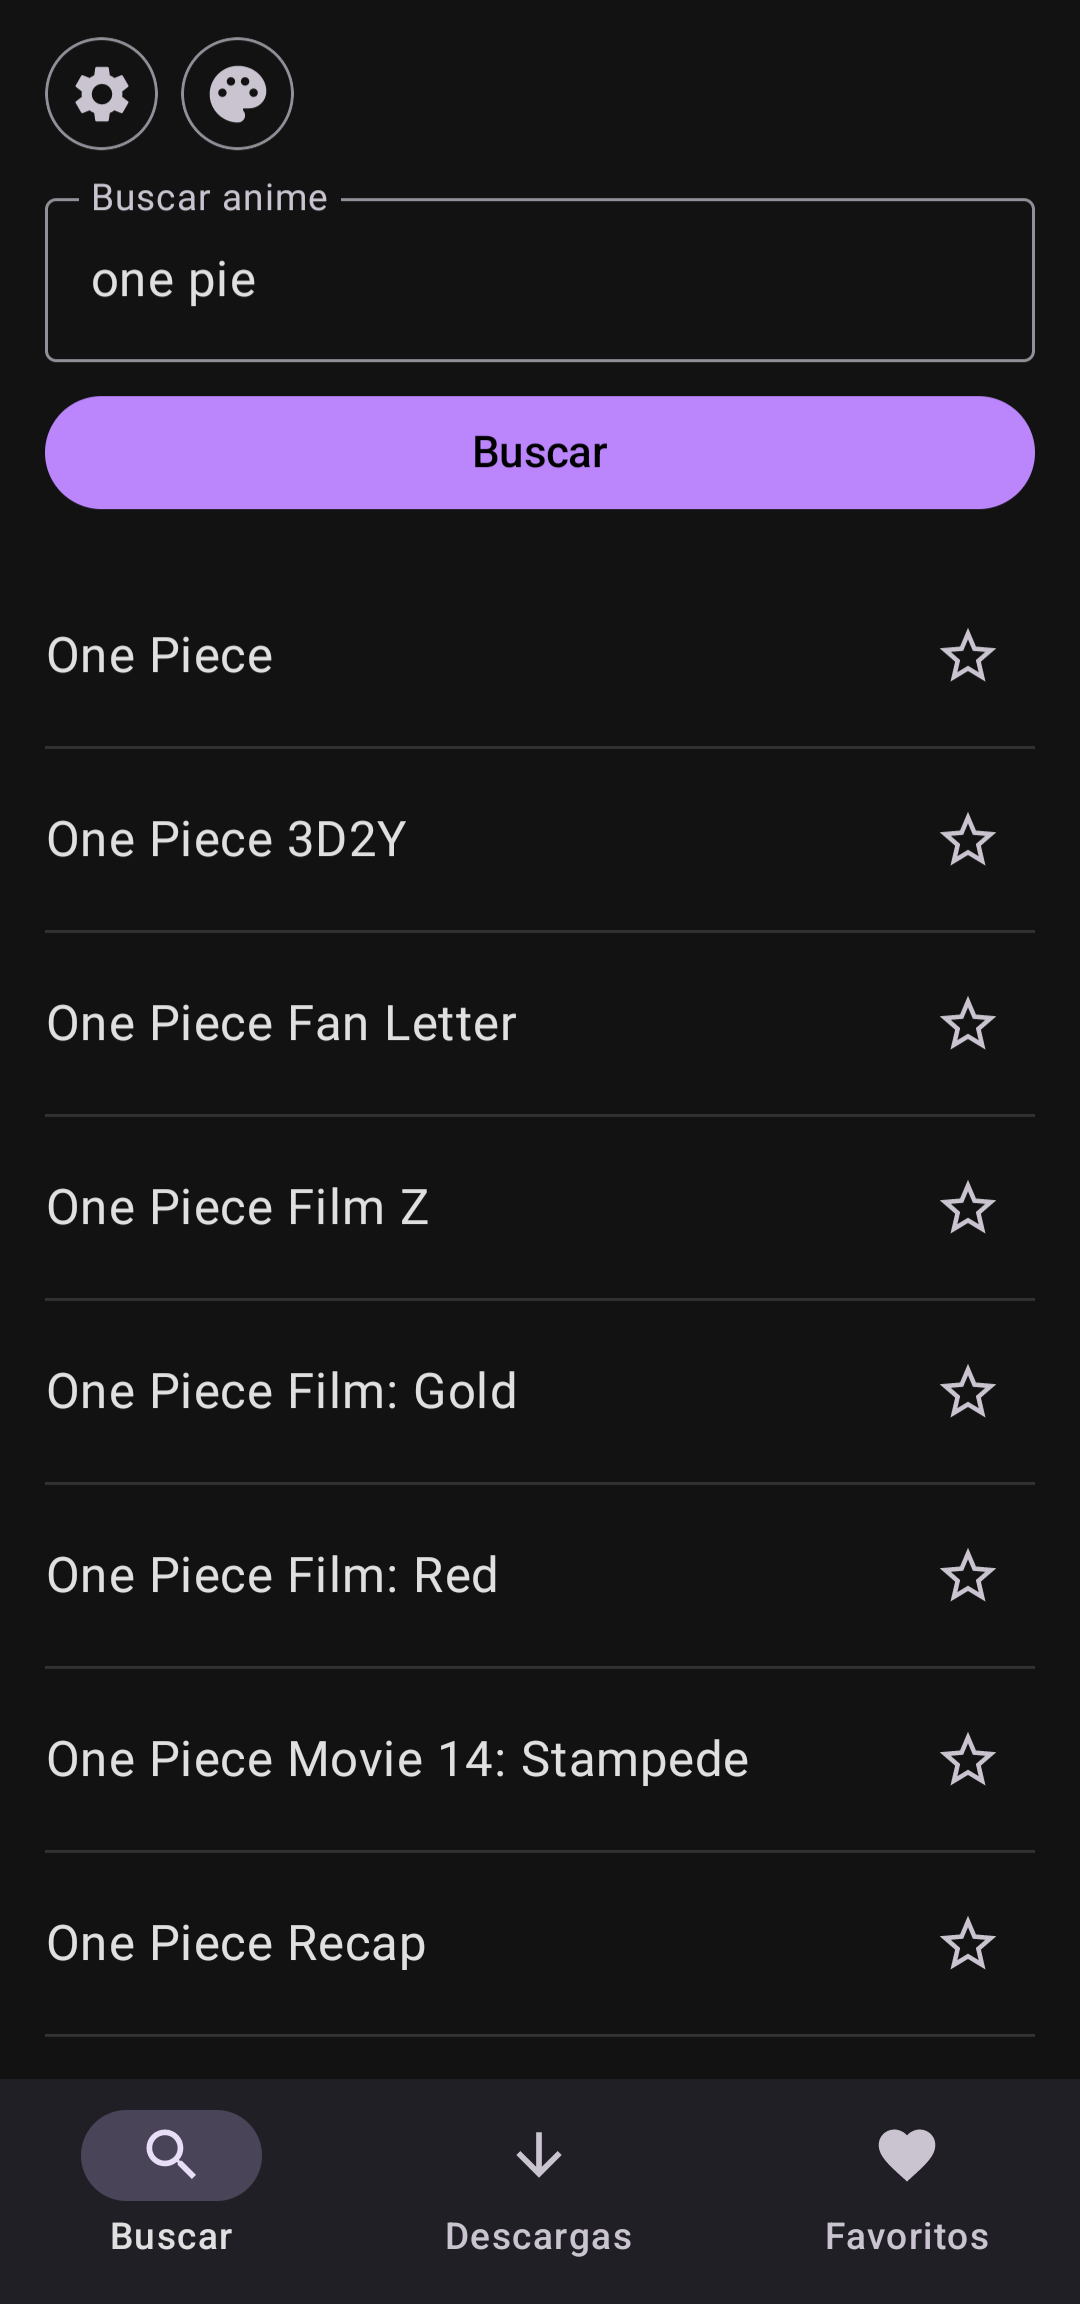 Buscar anime
one pie
Buscar
One Piece
One Piece 3D2Y
One Piece Fan Letter
One Piece Film Z
One Piece Film: Gold
One Piece Film: Red
One Piece Movie 14: Stampede
One Piece Recap
Buscar
Descargas
Favoritos